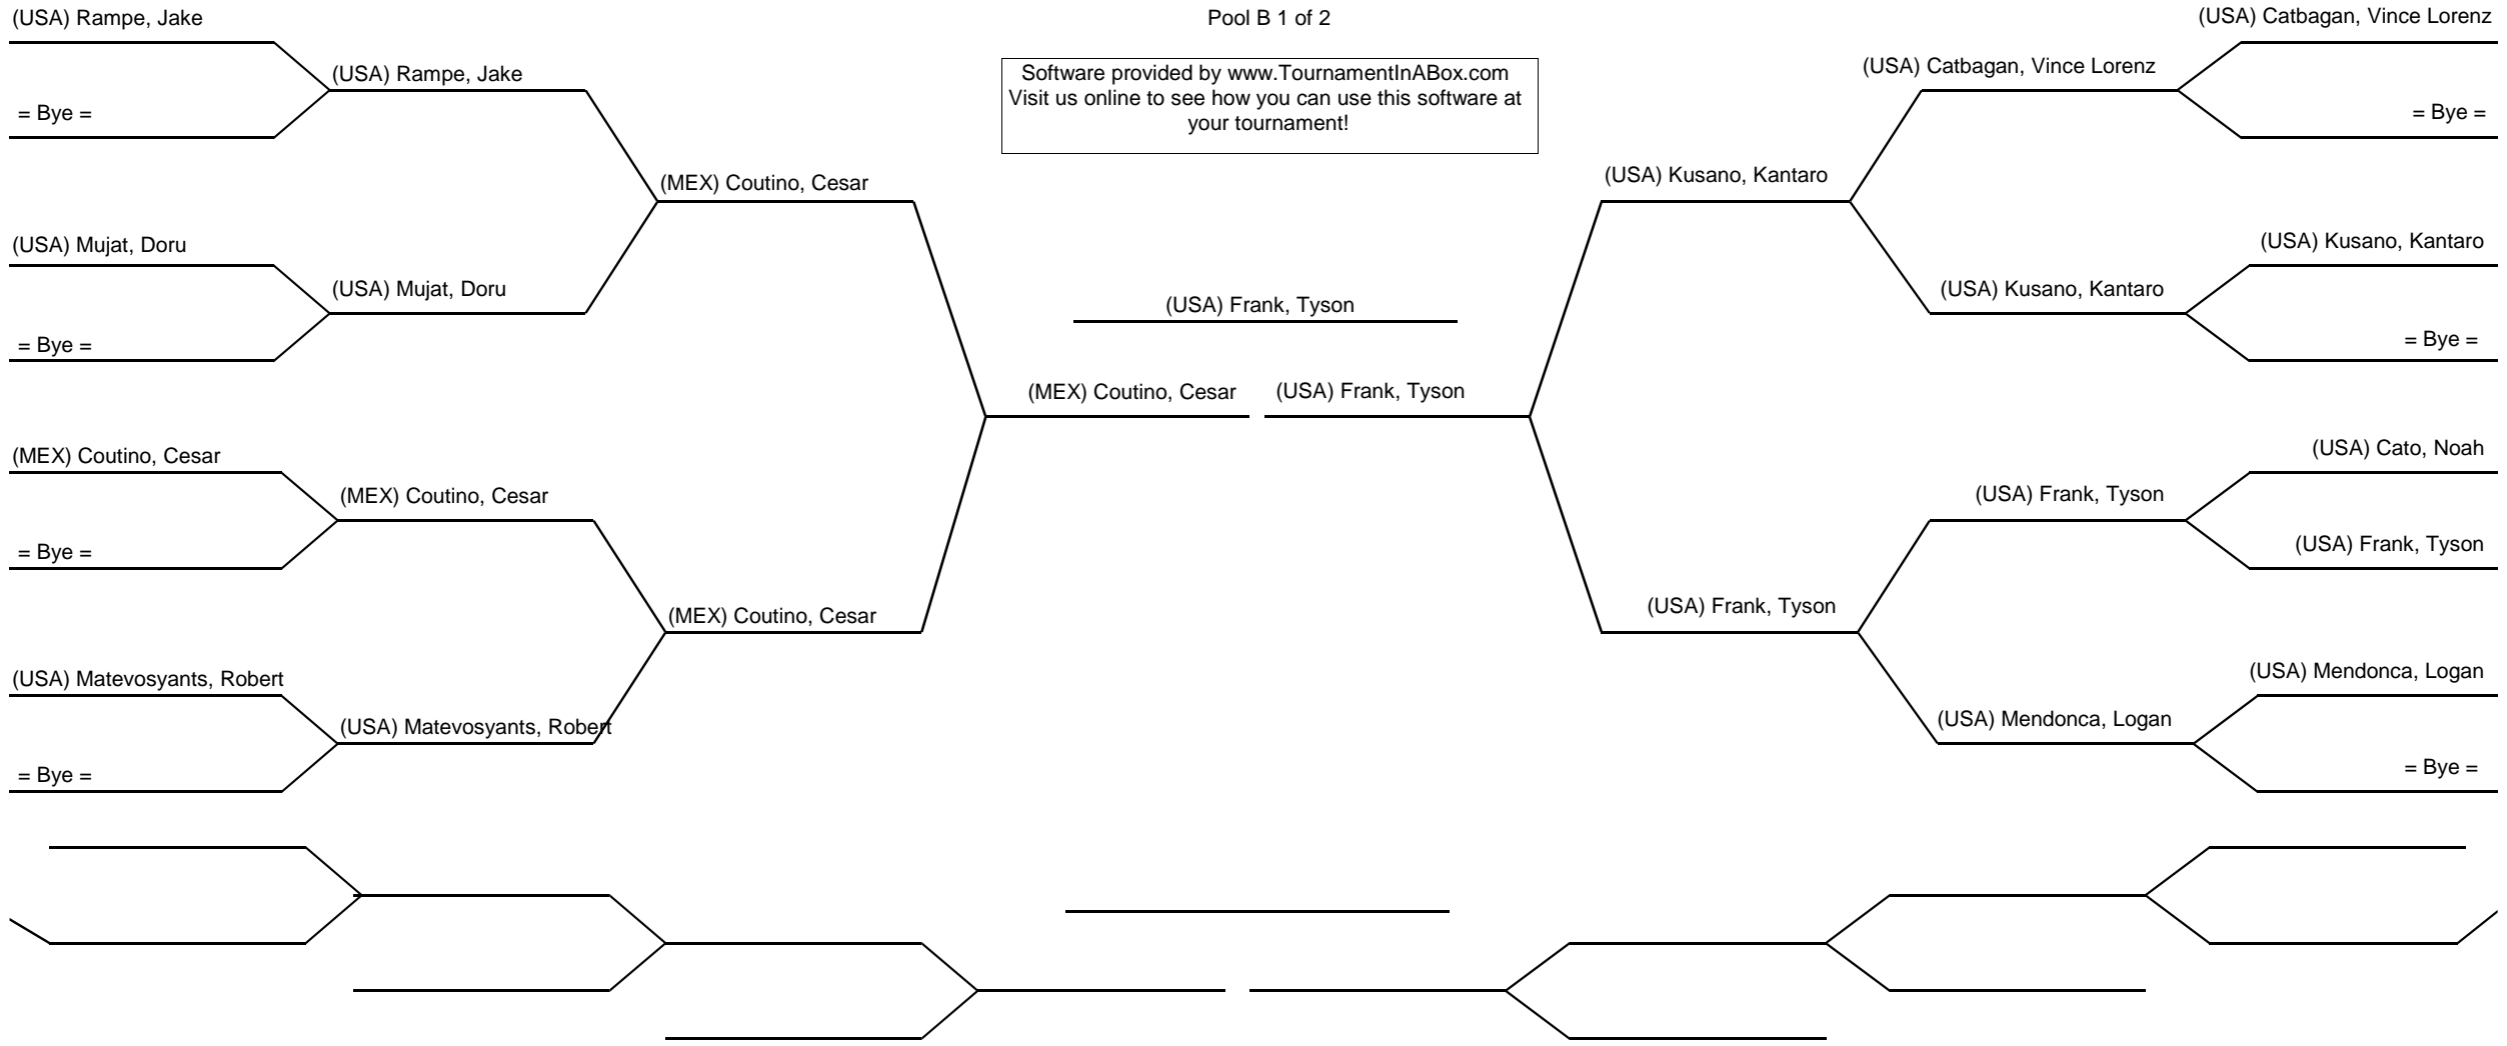 (USA) Rampe, Jake
Pool B 1 of 2
(USA) Catbagan, Vince Lorenz
(USA) Rampe, Jake
Software provided by www.TournamentInABox.com
Visit us online to see how you can use this software at
your tournament!
(USA) Catbagan, Vince Lorenz
= Bye =
= Bye =
(MEX) Coutino, Cesar
(USA) Kusano, Kantaro
(USA) Mujat, Doru
(USA) Kusano, Kantaro
(USA) Mujat, Doru
(USA) Frank, Tyson
(USA) Kusano, Kantaro
= Bye =
= Bye =
(MEX) Coutino, Cesar
(USA) Frank, Tyson
(MEX) Coutino, Cesar
(USA) Cato, Noah
(MEX) Coutino, Cesar
(USA) Frank, Tyson
= Bye =
(USA) Frank, Tyson
(MEX) Coutino, Cesar
(USA) Frank, Tyson
(USA) Matevosyants, Robert
(USA) Mendonca, Logan
(USA) Matevosyants, Robert
(USA) Mendonca, Logan
= Bye =
= Bye =